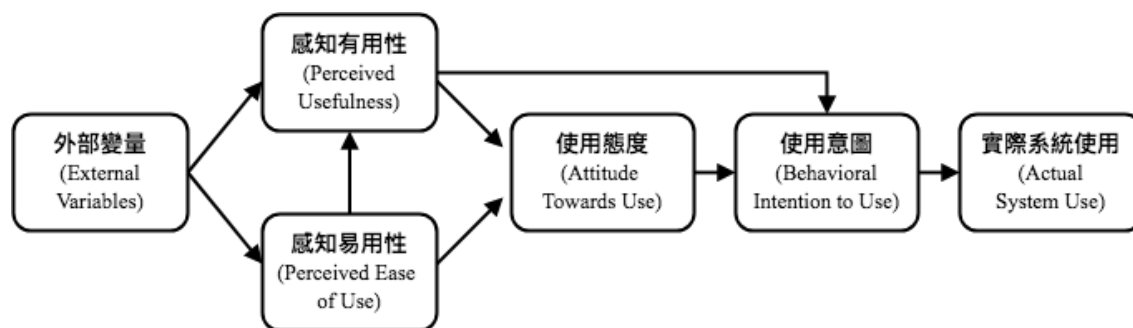 外部變量
(External
Variables)
感知有用性
(Perceived
Usefulness)
感知易用性
(Perceived Ease
of Use)
使用態度
(Attitude
Towards Use)
使用意圖
(Behavioral
Intention to Use)
實際系統使用
(Actual
System Use)